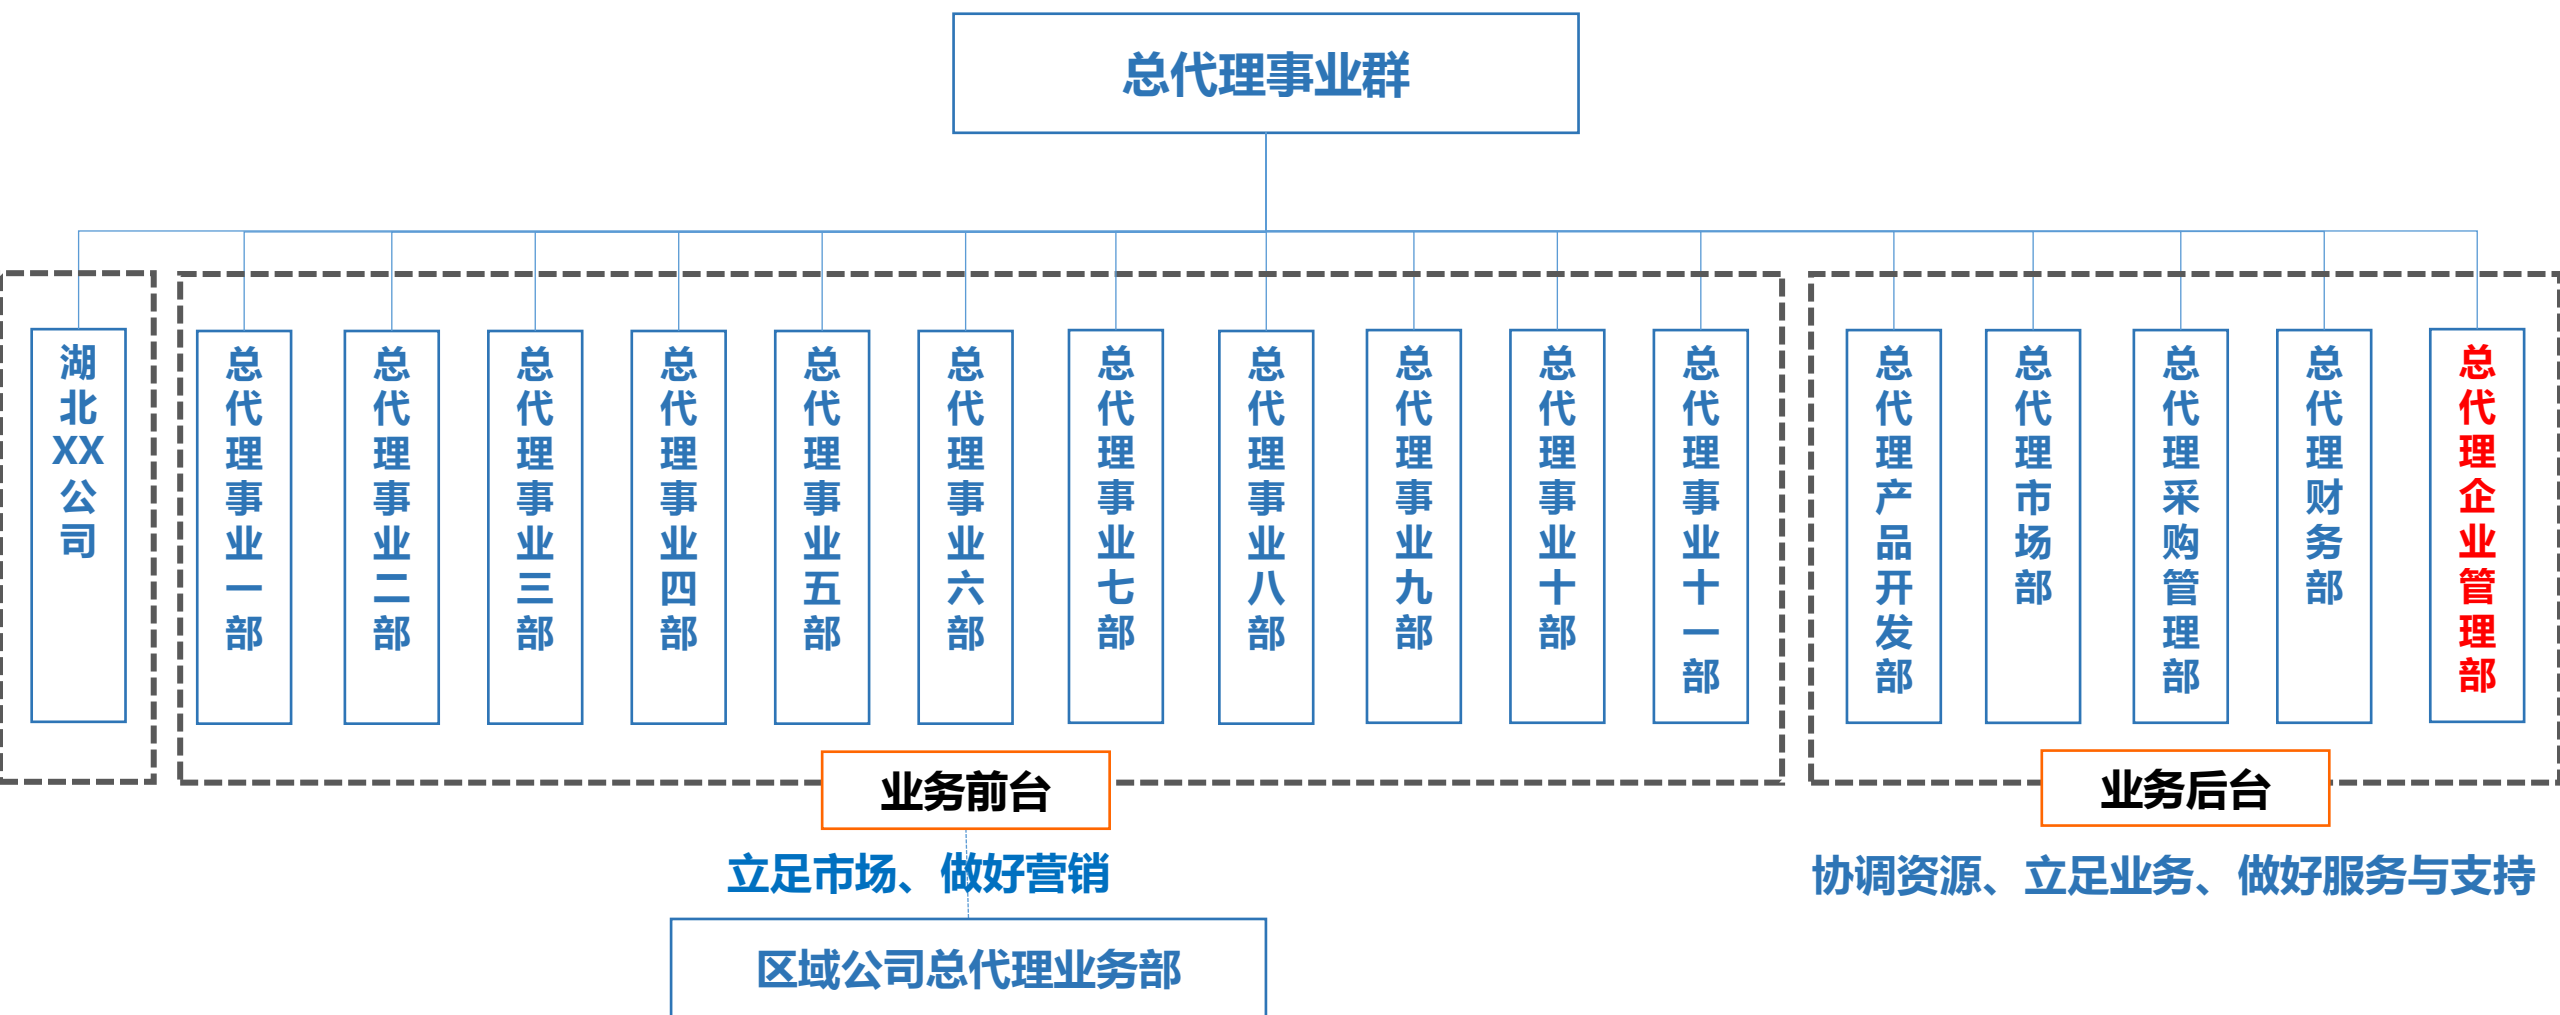 总代理事业群
湖北XX公司
总代理事业一部
总代理事业二部
总代理事业三部
总代理事业四部
总代理事业五部
总代理事业六部
总代理事业七部
总代理事业八部
总代理事业九部
总代理事业十部
总代理事业十一部
总代理产品开发部
总代理市场部
总代理采购管理部
总代理财务部
总代理企业管理部
业务前台
业务后台
立足市场、做好营销
协调资源、立足业务、做好服务与支持
区域公司总代理业务部